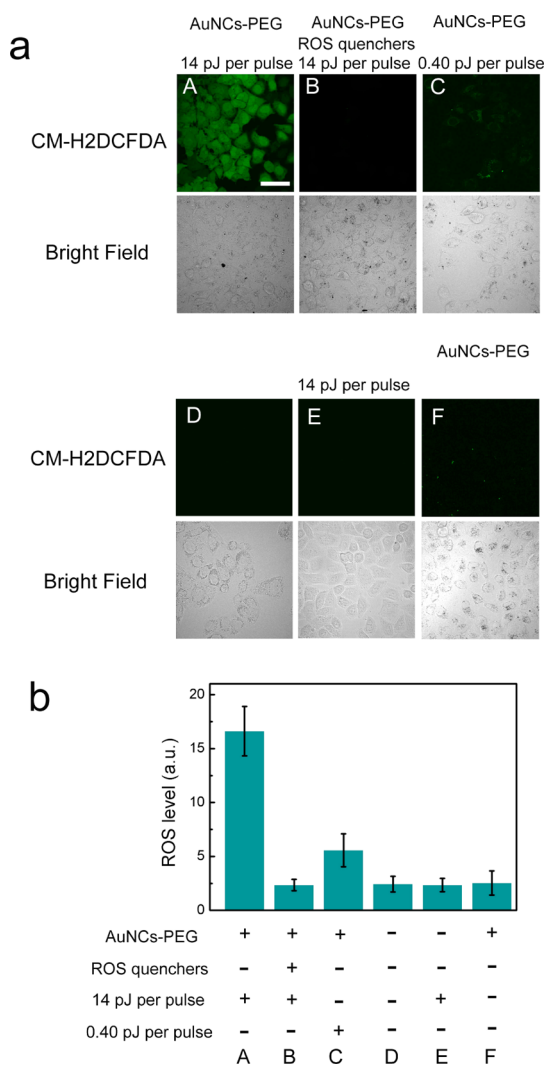 a
AuNCs-PEG AuNCs-PEG AuNCs-PEG
ROS quenchers
14 pJ per pulse 14 pJ per pulse 0.40 pJ per pulse
A B C
CM-H2DCFDA
Bright Field
AuNCs-PEG
14 pJ per pulse
D E F
CM-H2DCFDA
Bright Field
b
20
15
10
5
0
ROS level (a.u.)
AuNCs-PEG + + + - - +
ROS quenchers - + - - - -
14 pJ per pulse + + - - + -
0.40 pJ per pulse - - + - - -
A B C D E F